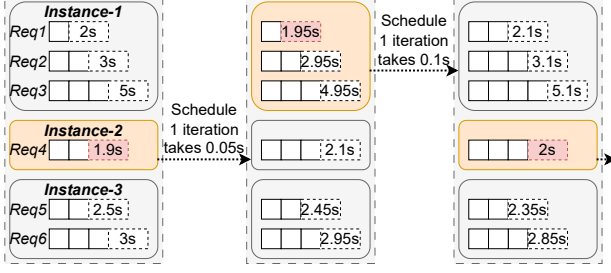 Instance-1
Req1 2s
Req2 3s
Req3 5s
Instance-2
Req4 1.9s
Instance-3
Req5 2.5s
Req6 3s
Schedule
1 iteration
takes 0.05s
1.95s
2.95s
4.95s
2.1s
2.45s
2.95s
Schedule
1 iteration
takes 0.1s
2.1s
3.1s
5.1s
2s
2.35s
2.85s